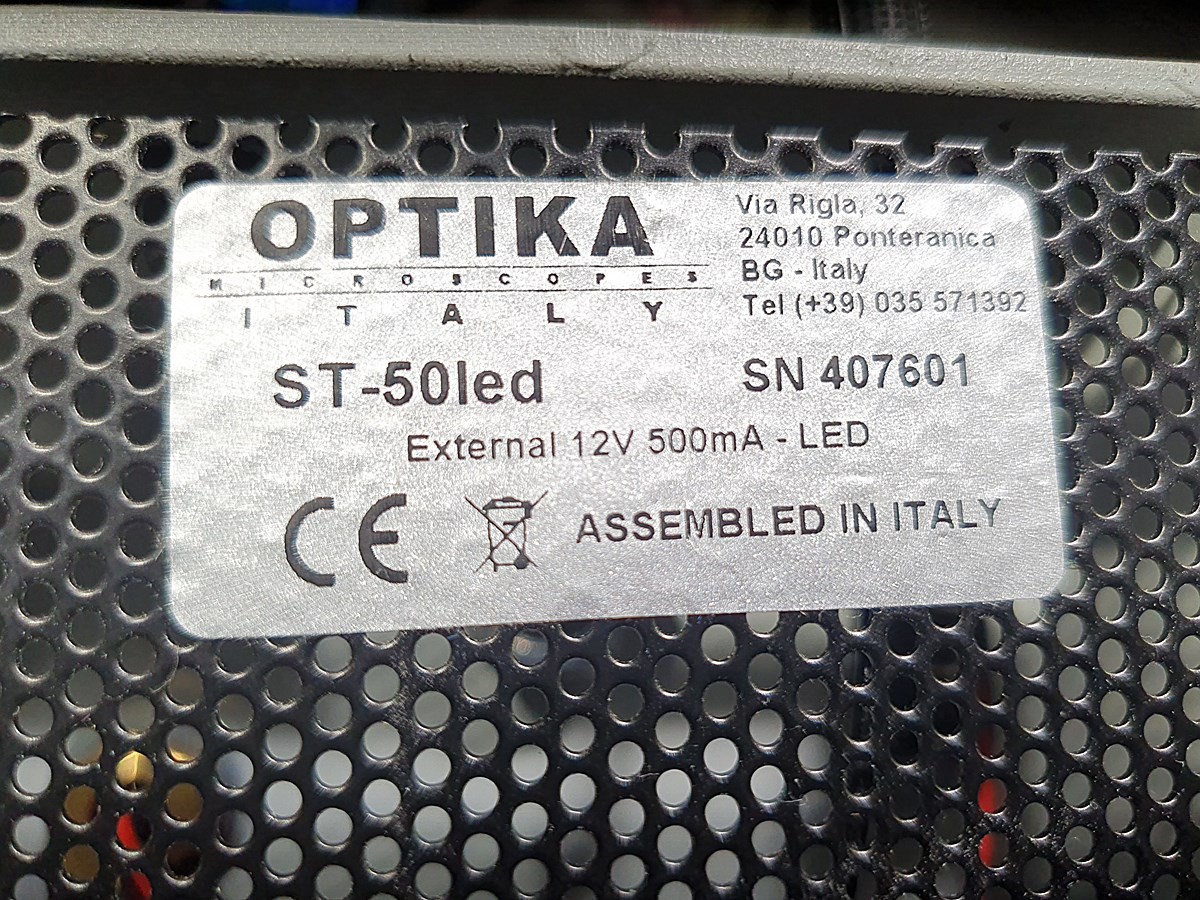 OPTIKA
MICROSCOPES
ITALY
Via Rigla, 32
24010 Ponteranica
BG - Italy
Tel (+39) 035 571392
ST-50led
SN 407601
External 12V 500mA - LED
CE
ASSEMBLED IN ITALY